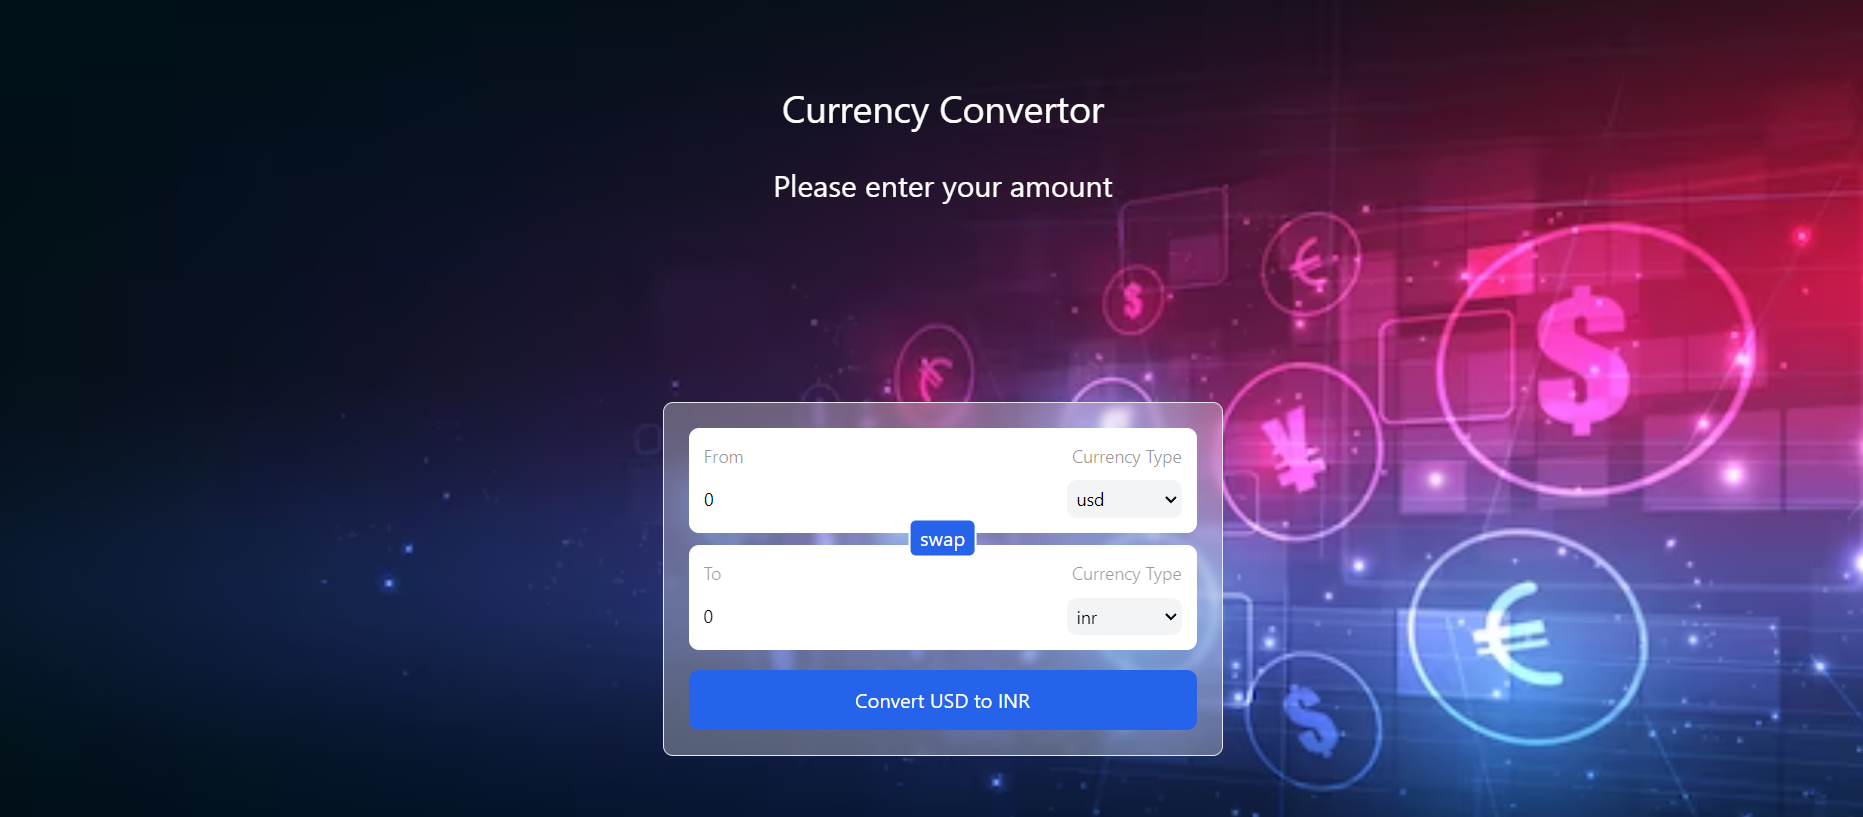 Currency Convertor
Please enter your amount
From Currency Type
0 usd
swap
To Currency Type
0 inr
Convert USD to INR